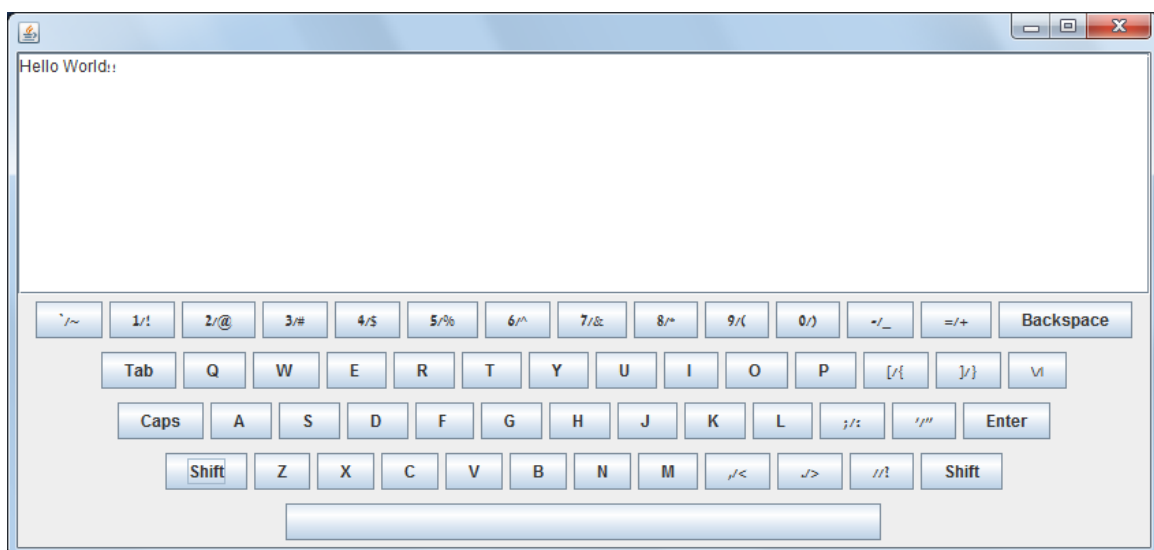 Hello World!!
`/~ 1/! 2/@ 3/# 4/$ 5/% 6/^ 7/& 8/* 9/( 0/) -/_ =/+ Backspace
Tab Q W E R T Y U I O P [/{ ]/} \/|
Caps A S D F G H J K L ;/: '/" Enter
Shift Z X C V B N M ,/< ./> //! Shift